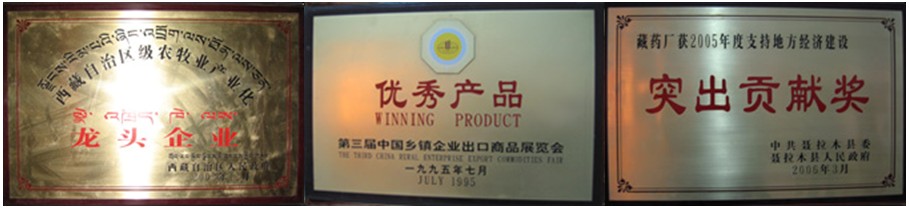 西藏自治区级农牧业产业化
龙头企业
优秀产品
WINNING PRODUCT
第三届中国乡镇企业出口商品展览会
THE THIRD CHINA RURAL ENTERPRISE EXPORT COMMODITIES FAIR
一九九五年七月
JULY 1995
藏药厂获2005年度支持地方经济建设
突出贡献奖
中共聂拉木县委
聂拉木县人民政府
2006年3月